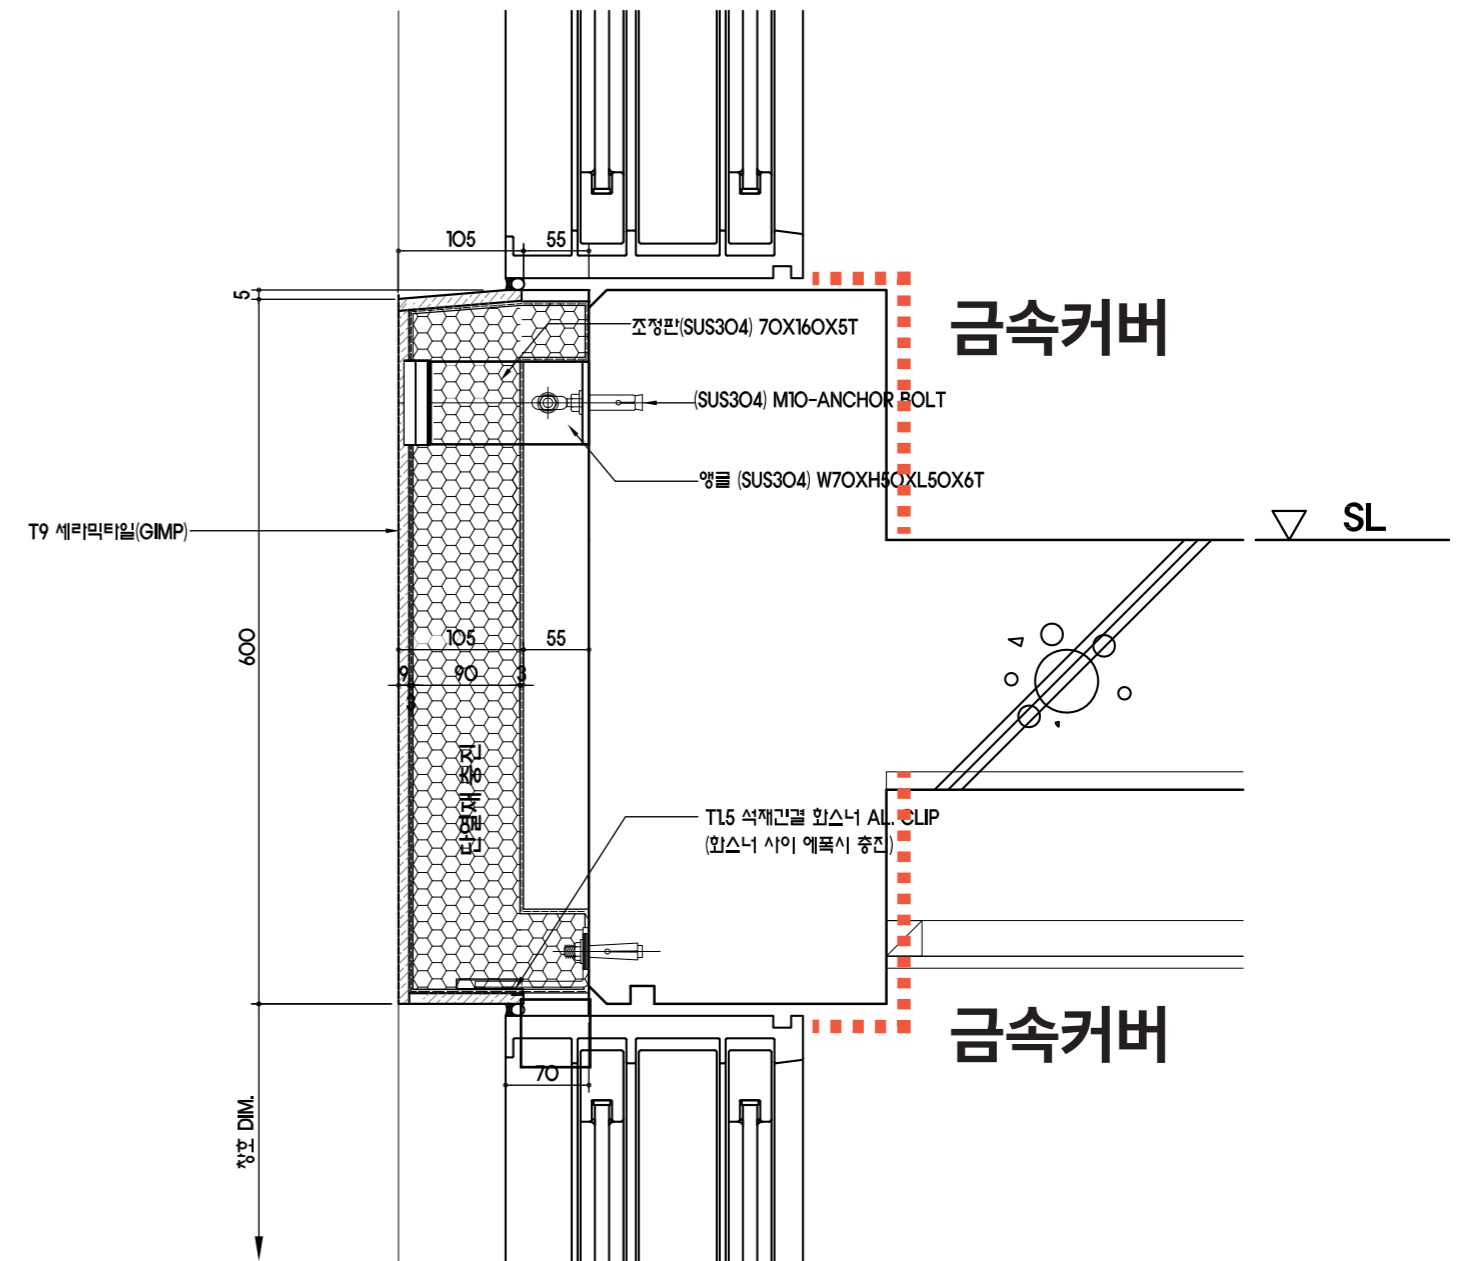 105
55
5
금속커버
조정판(SUS304) 70X160X5T
(SUS304) M10-ANCHOR BOLT
앵글 (SUS304) W70XH50XL50X6T
T9 세라믹타일(GIMP)
SL
600
105
55
9
90
3
3
단열재 충진
T1.5 석재긴결 화스너 AL. CLIP
(화스너 사이 에폭시 충진)
금속커버
70
창호 DIM.